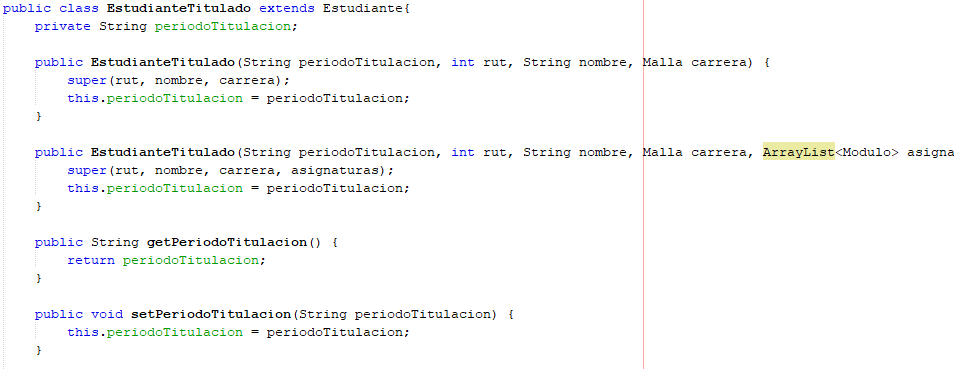 public class EstudianteTitulado extends Estudiante{
    private String periodoTitulacion;

    public EstudianteTitulado(String periodoTitulacion, int rut, String nombre, Malla carrera) {
        super(rut, nombre, carrera);
        this.periodoTitulacion = periodoTitulacion;
    }

    public EstudianteTitulado(String periodoTitulacion, int rut, String nombre, Malla carrera, ArrayList<Modulo> asigna
        super(rut, nombre, carrera, asignaturas);
        this.periodoTitulacion = periodoTitulacion;
    }

    public String getPeriodoTitulacion() {
        return periodoTitulacion;
    }

    public void setPeriodoTitulacion(String periodoTitulacion) {
        this.periodoTitulacion = periodoTitulacion;
    }